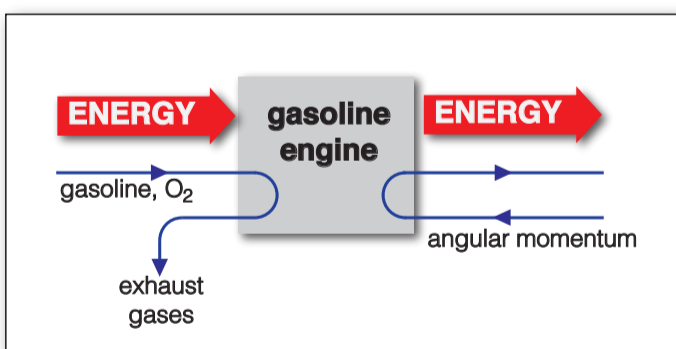 ENERGY
gasoline
engine
ENERGY
gasoline, O₂
angular momentum
exhaust
gases